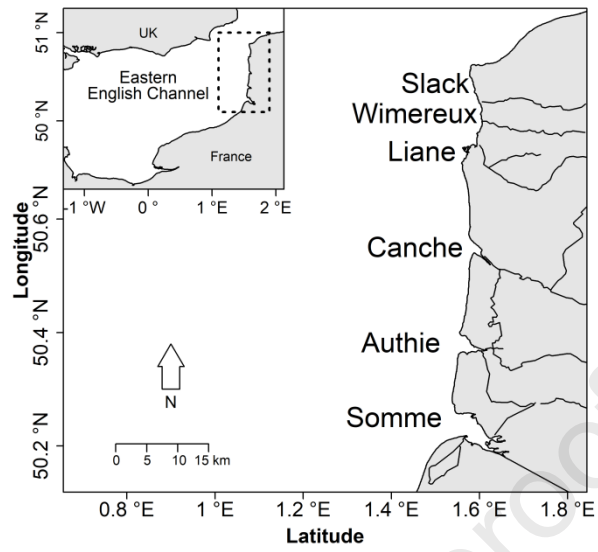 51 °N
UK
Eastern
English Channel
50 °N
France
-1 °W
0 °
1 °E
2 °E
Slack
Wimereux
Liane
Canche
Authie
Somme
Longitude
50.6 °N
50.4 °N
50.2 °N
N
0 5 10 15 km
0.8 °E
1 °E
1.2 °E
1.4 °E
1.6 °E
1.8 °E
Latitude